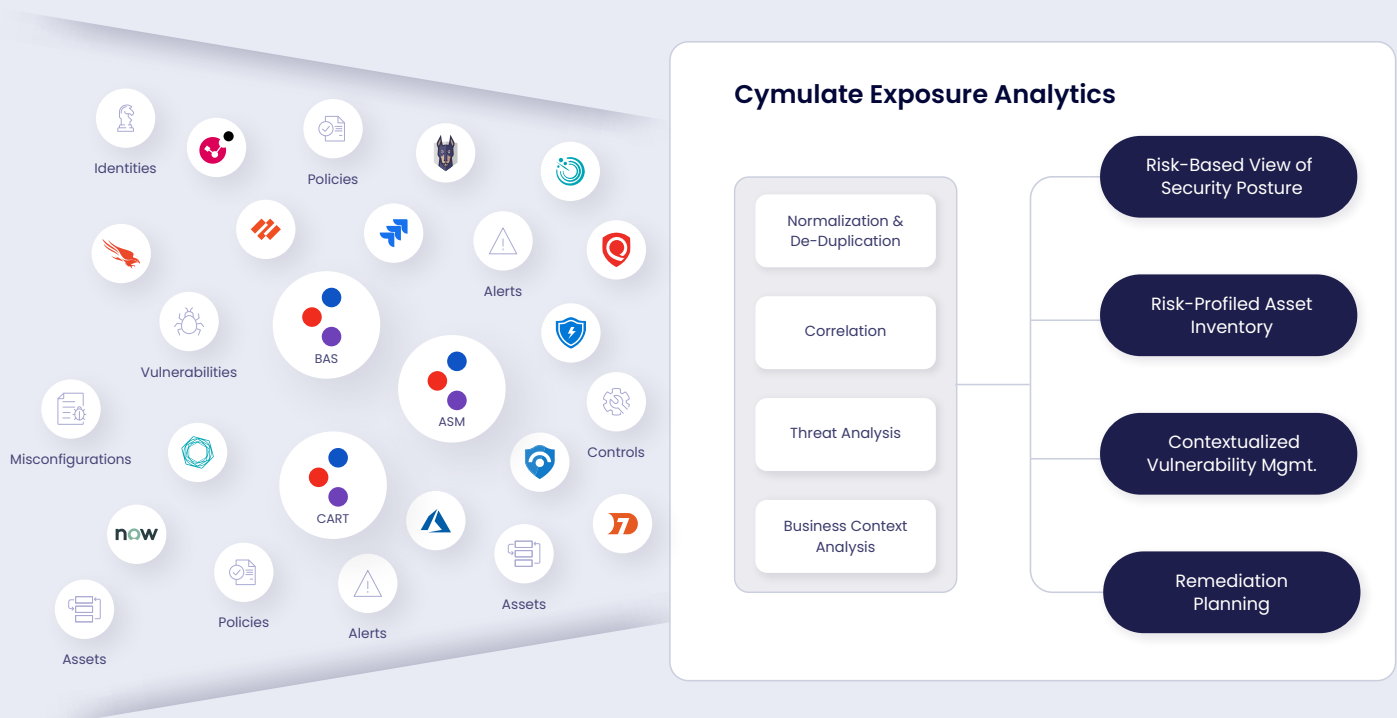 Cymulate Exposure Analytics
Identities
Policies
Alerts
Vulnerabilities
BAS
ASM
Misconfigurations
Controls
CART
now
Policies
Alerts
Assets
Assets
Normalization &
De-Duplication
Correlation
Threat Analysis
Business Context
Analysis
Risk-Based View of
Security Posture
Risk-Profiled Asset
Inventory
Contextualized
Vulnerability Mgmt.
Remediation
Planning